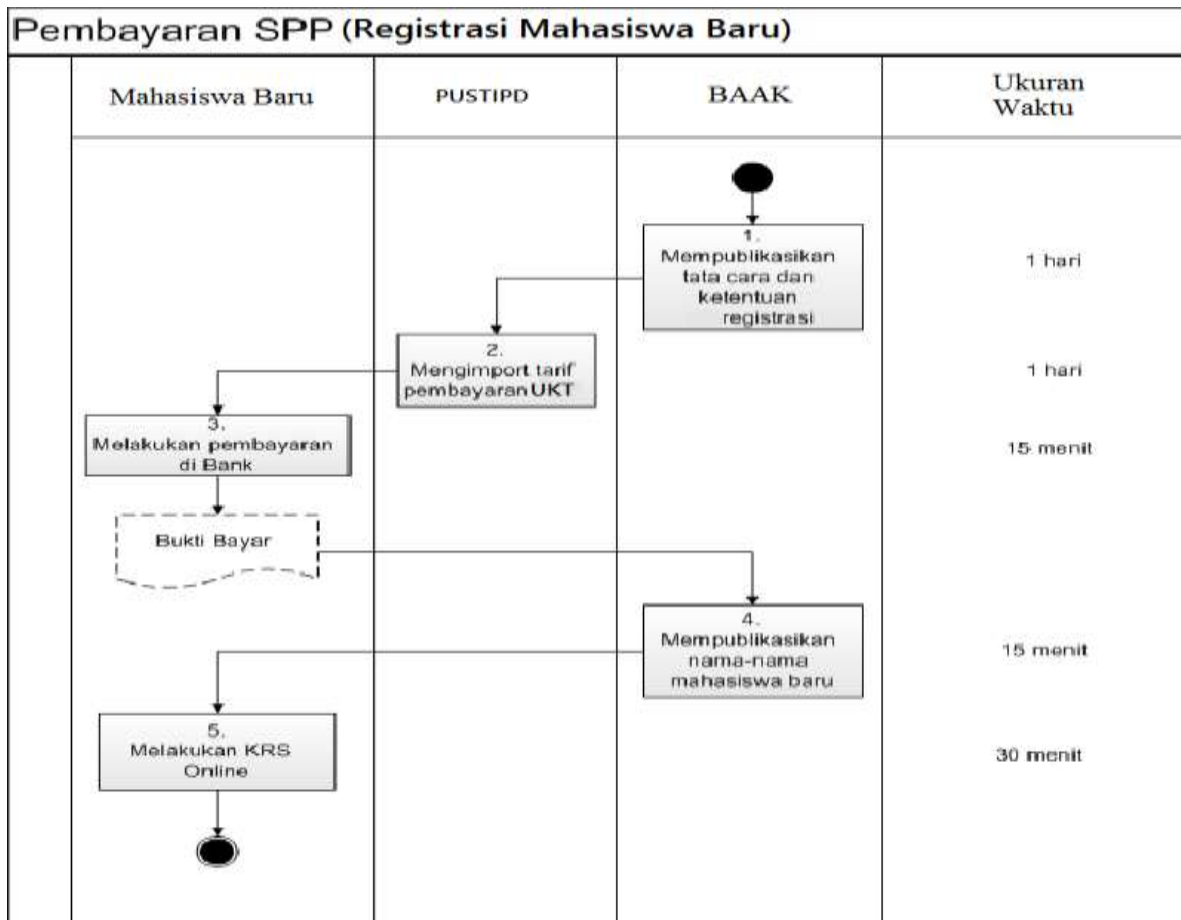 Pembayaran SPP (Registrasi Mahasiswa Baru)
Mahasiswa Baru
PUSTIPD
BAAK
Ukuran
Waktu
1.
Mempublikasikan
tata cara dan
ketentuan
registrasi
1 hari
2.
Mengimport tarif
pembayaran UKT
1 hari
3.
Melakukan pembayaran
di Bank
15 menit
Bukti Bayar
4.
Mempublikasikan
nama-nama
mahasiswa baru
15 menit
5.
Melakukan KRS
Online
30 menit